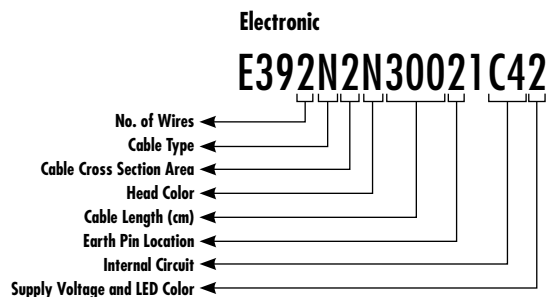 Electronic
E392N2N30021C42
No. of Wires
Cable Type
Cable Cross Section Area
Head Color
Cable Length (cm)
Earth Pin Location
Internal Circuit
Supply Voltage and LED Color